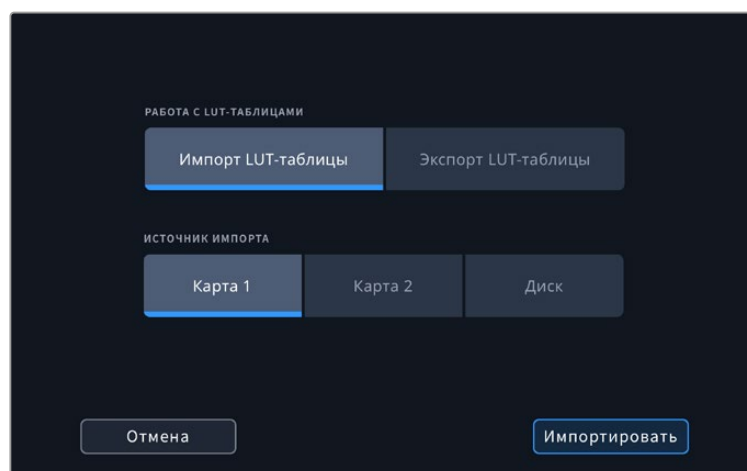 РАБОТА С LUT-ТАБЛИЦАМИ
Импорт LUT-таблицы Экспорт LUT-таблицы
ИСТОЧНИК ИМПОРТА
Карта 1 Карта 2 Диск
Отмена Импортировать